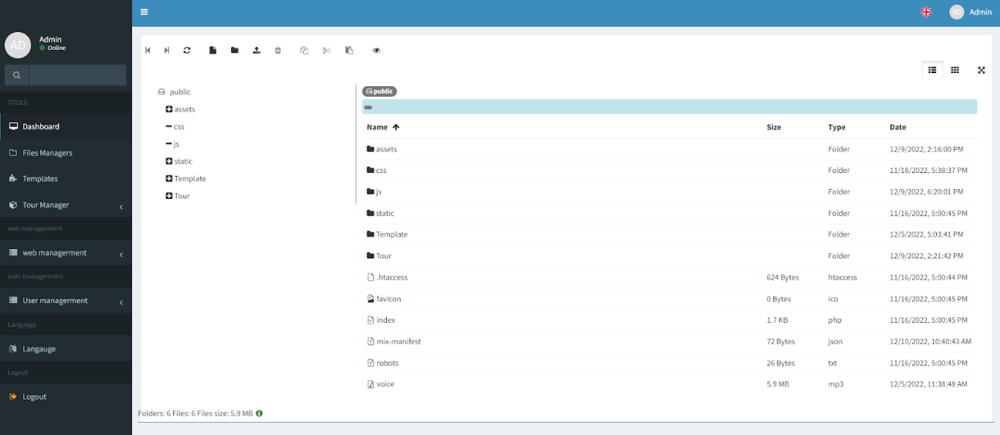 AD Admin
Admin
AD
Online
TOOLS
Dashboard
Files Managers
Templates
Tour Manager
web managerment
web managerment
User managerment
User managerment
Language
Langauge
Logout
Logout
public
assets
css
js
static
Template
Tour
public
Name Size Type Date
assets Folder 12/9/2022, 2:16:00 PM
css Folder 11/18/2022, 5:38:37 PM
js Folder 12/9/2022, 6:20:01 PM
static Folder 11/16/2022, 5:00:45 PM
Template Folder 12/5/2022, 5:03:41 PM
Tour Folder 12/9/2022, 2:21:42 PM
.htaccess 624 Bytes htaccess 11/16/2022, 5:00:44 PM
favicon 0 Bytes ico 11/16/2022, 5:00:45 PM
index 1.7 KB php 11/16/2022, 5:00:45 PM
mix-manifest 72 Bytes json 12/10/2022, 10:40:43 AM
robots 26 Bytes txt 11/16/2022, 5:00:45 PM
voice 5.9 MB mp3 12/5/2022, 11:38:48 AM
Folders: 6 Files: 6 Files size: 5.9 MB